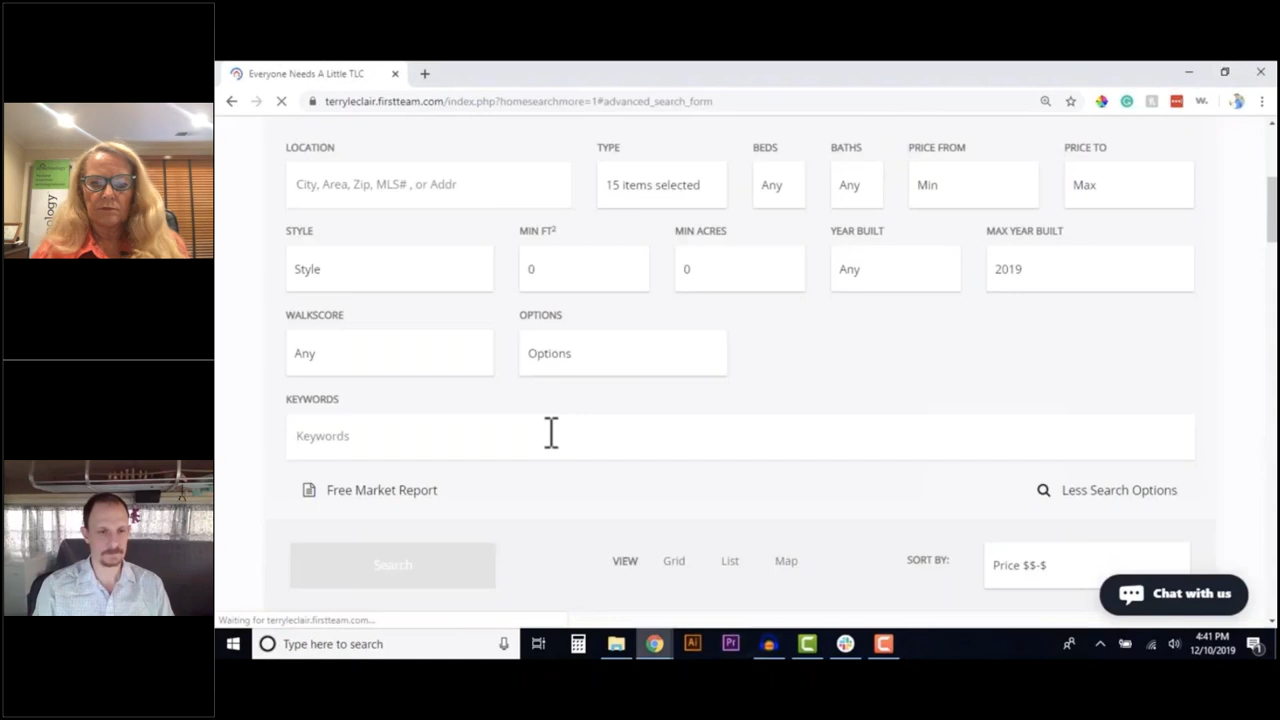 Everyone Needs A Little TLC
terryleclair.firstteam.com/index.php?homesearchmore=1#advanced_search_form
LOCATION TYPE BEDS BATHS PRICE FROM PRICE TO
City, Area, Zip, MLS# , or Addr 15 items selected Any Any Min Max
STYLE MIN FT² MIN ACRES YEAR BUILT MAX YEAR BUILT
Style 0 0 Any 2019
WALKSCORE OPTIONS
Any Options
KEYWORDS
Keywords
Free Market Report Less Search Options
Search VIEW Grid List Map SORT BY: Price $$-$
Chat with us
Waiting for terryleclair.firstteam.com...
Type here to search 4:41 PM
12/10/2019